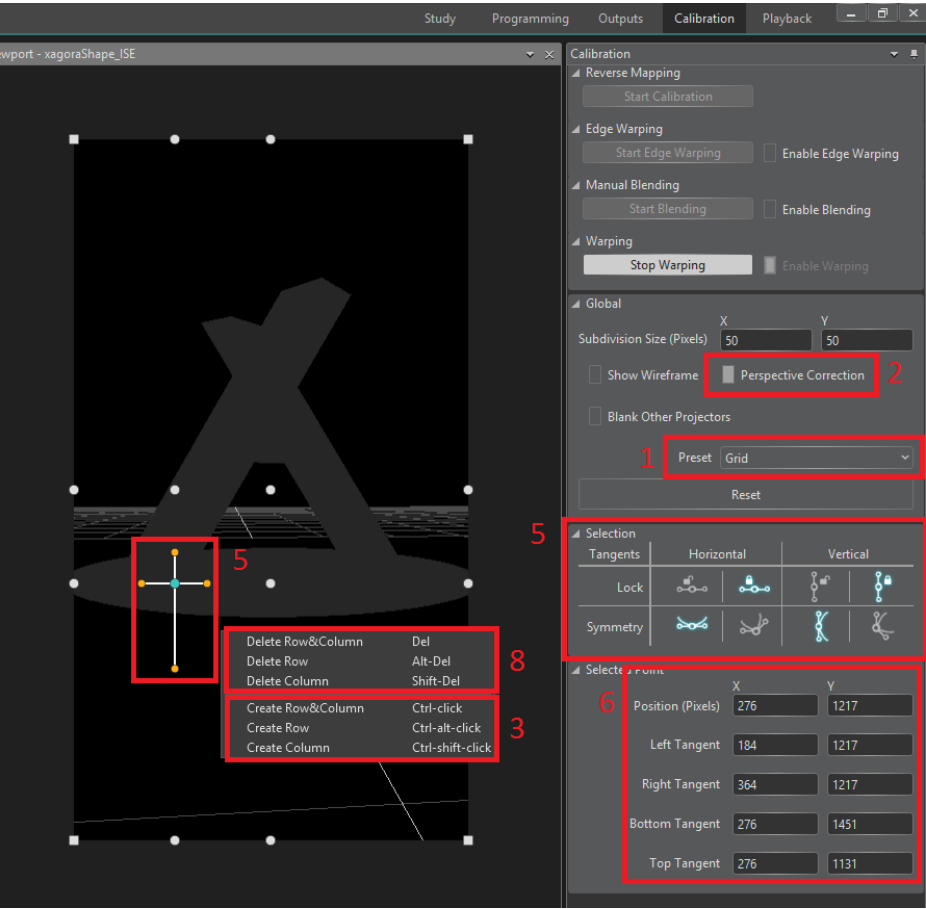 Study Programming Outputs Calibration Playback
ewport - xagoraShape_ISE
Calibration
Reverse Mapping
Start Calibration
Edge Warping
Start Edge Warping Enable Edge Warping
Manual Blending
Start Blending Enable Blending
Warping
Stop Warping Enable Warping
Global
X Y
Subdivision Size (Pixels) 50 50
Show Wireframe Perspective Correction 2
Blank Other Projectors
1 Preset Grid
Reset
5 Selection
Tangents Horizontal Vertical
Lock
Symmetry
5
Delete Row&Column Del
Delete Row Alt-Del
Delete Column Shift-Del
8
Create Row&Column Ctrl-click
Create Row Ctrl-alt-click
Create Column Ctrl-shift-click
3
Selected Point
X Y
6 Position (Pixels) 276 1217
Left Tangent 184 1217
Right Tangent 364 1217
Bottom Tangent 276 1451
Top Tangent 276 1131